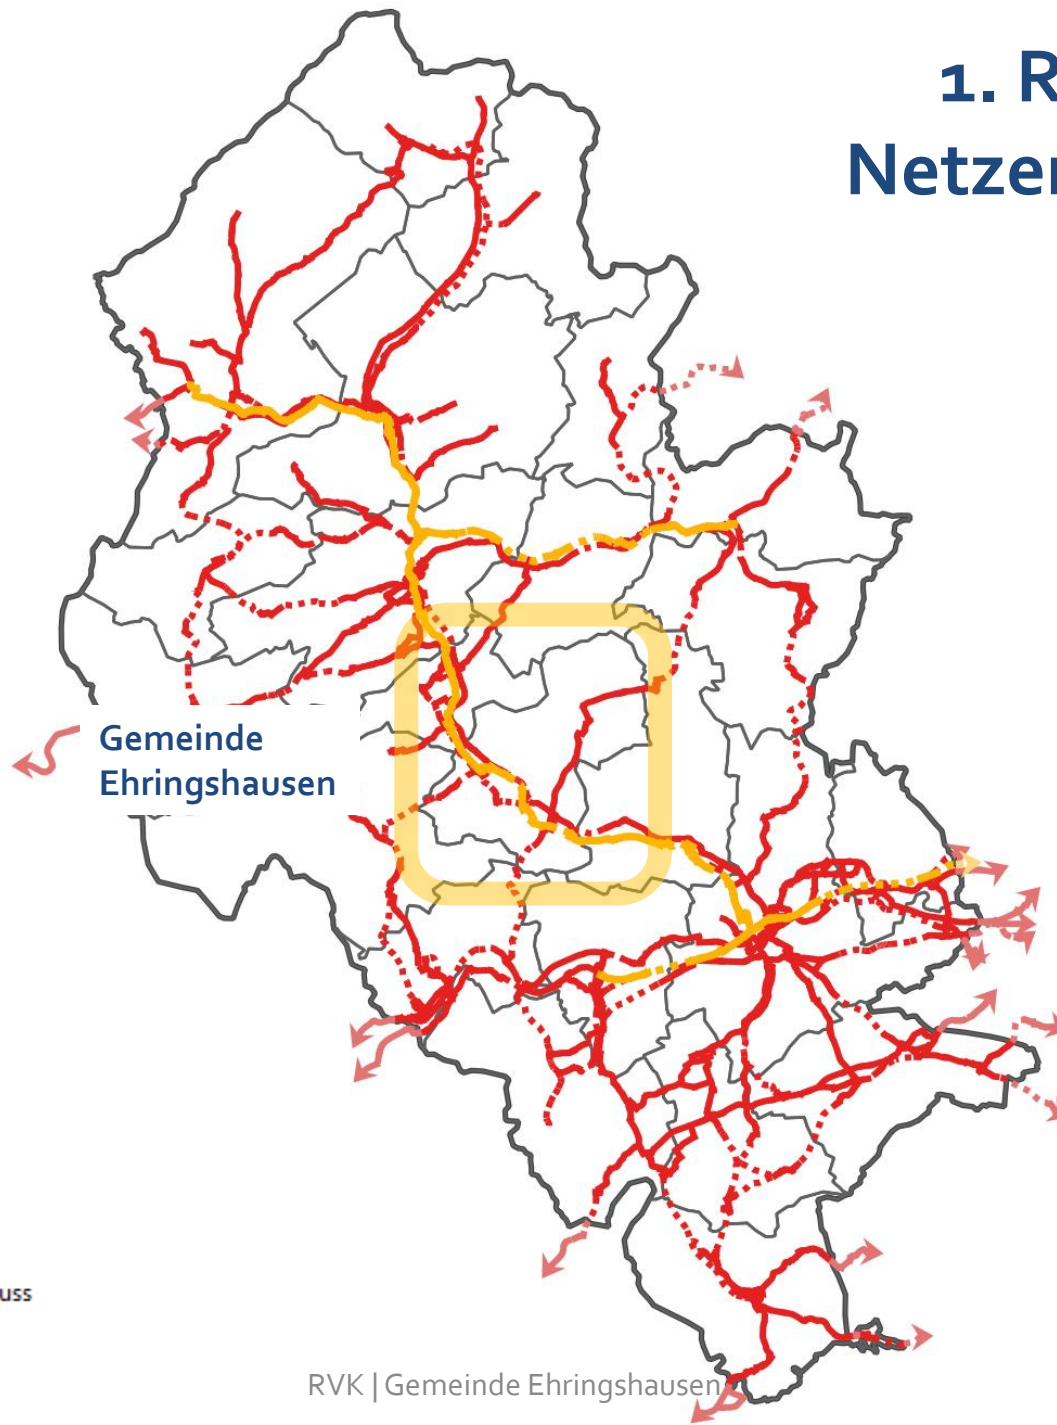 1. R
Netzer
Gemeinde
Ehringshausen
uss
RVK | Gemeinde Ehringshausen